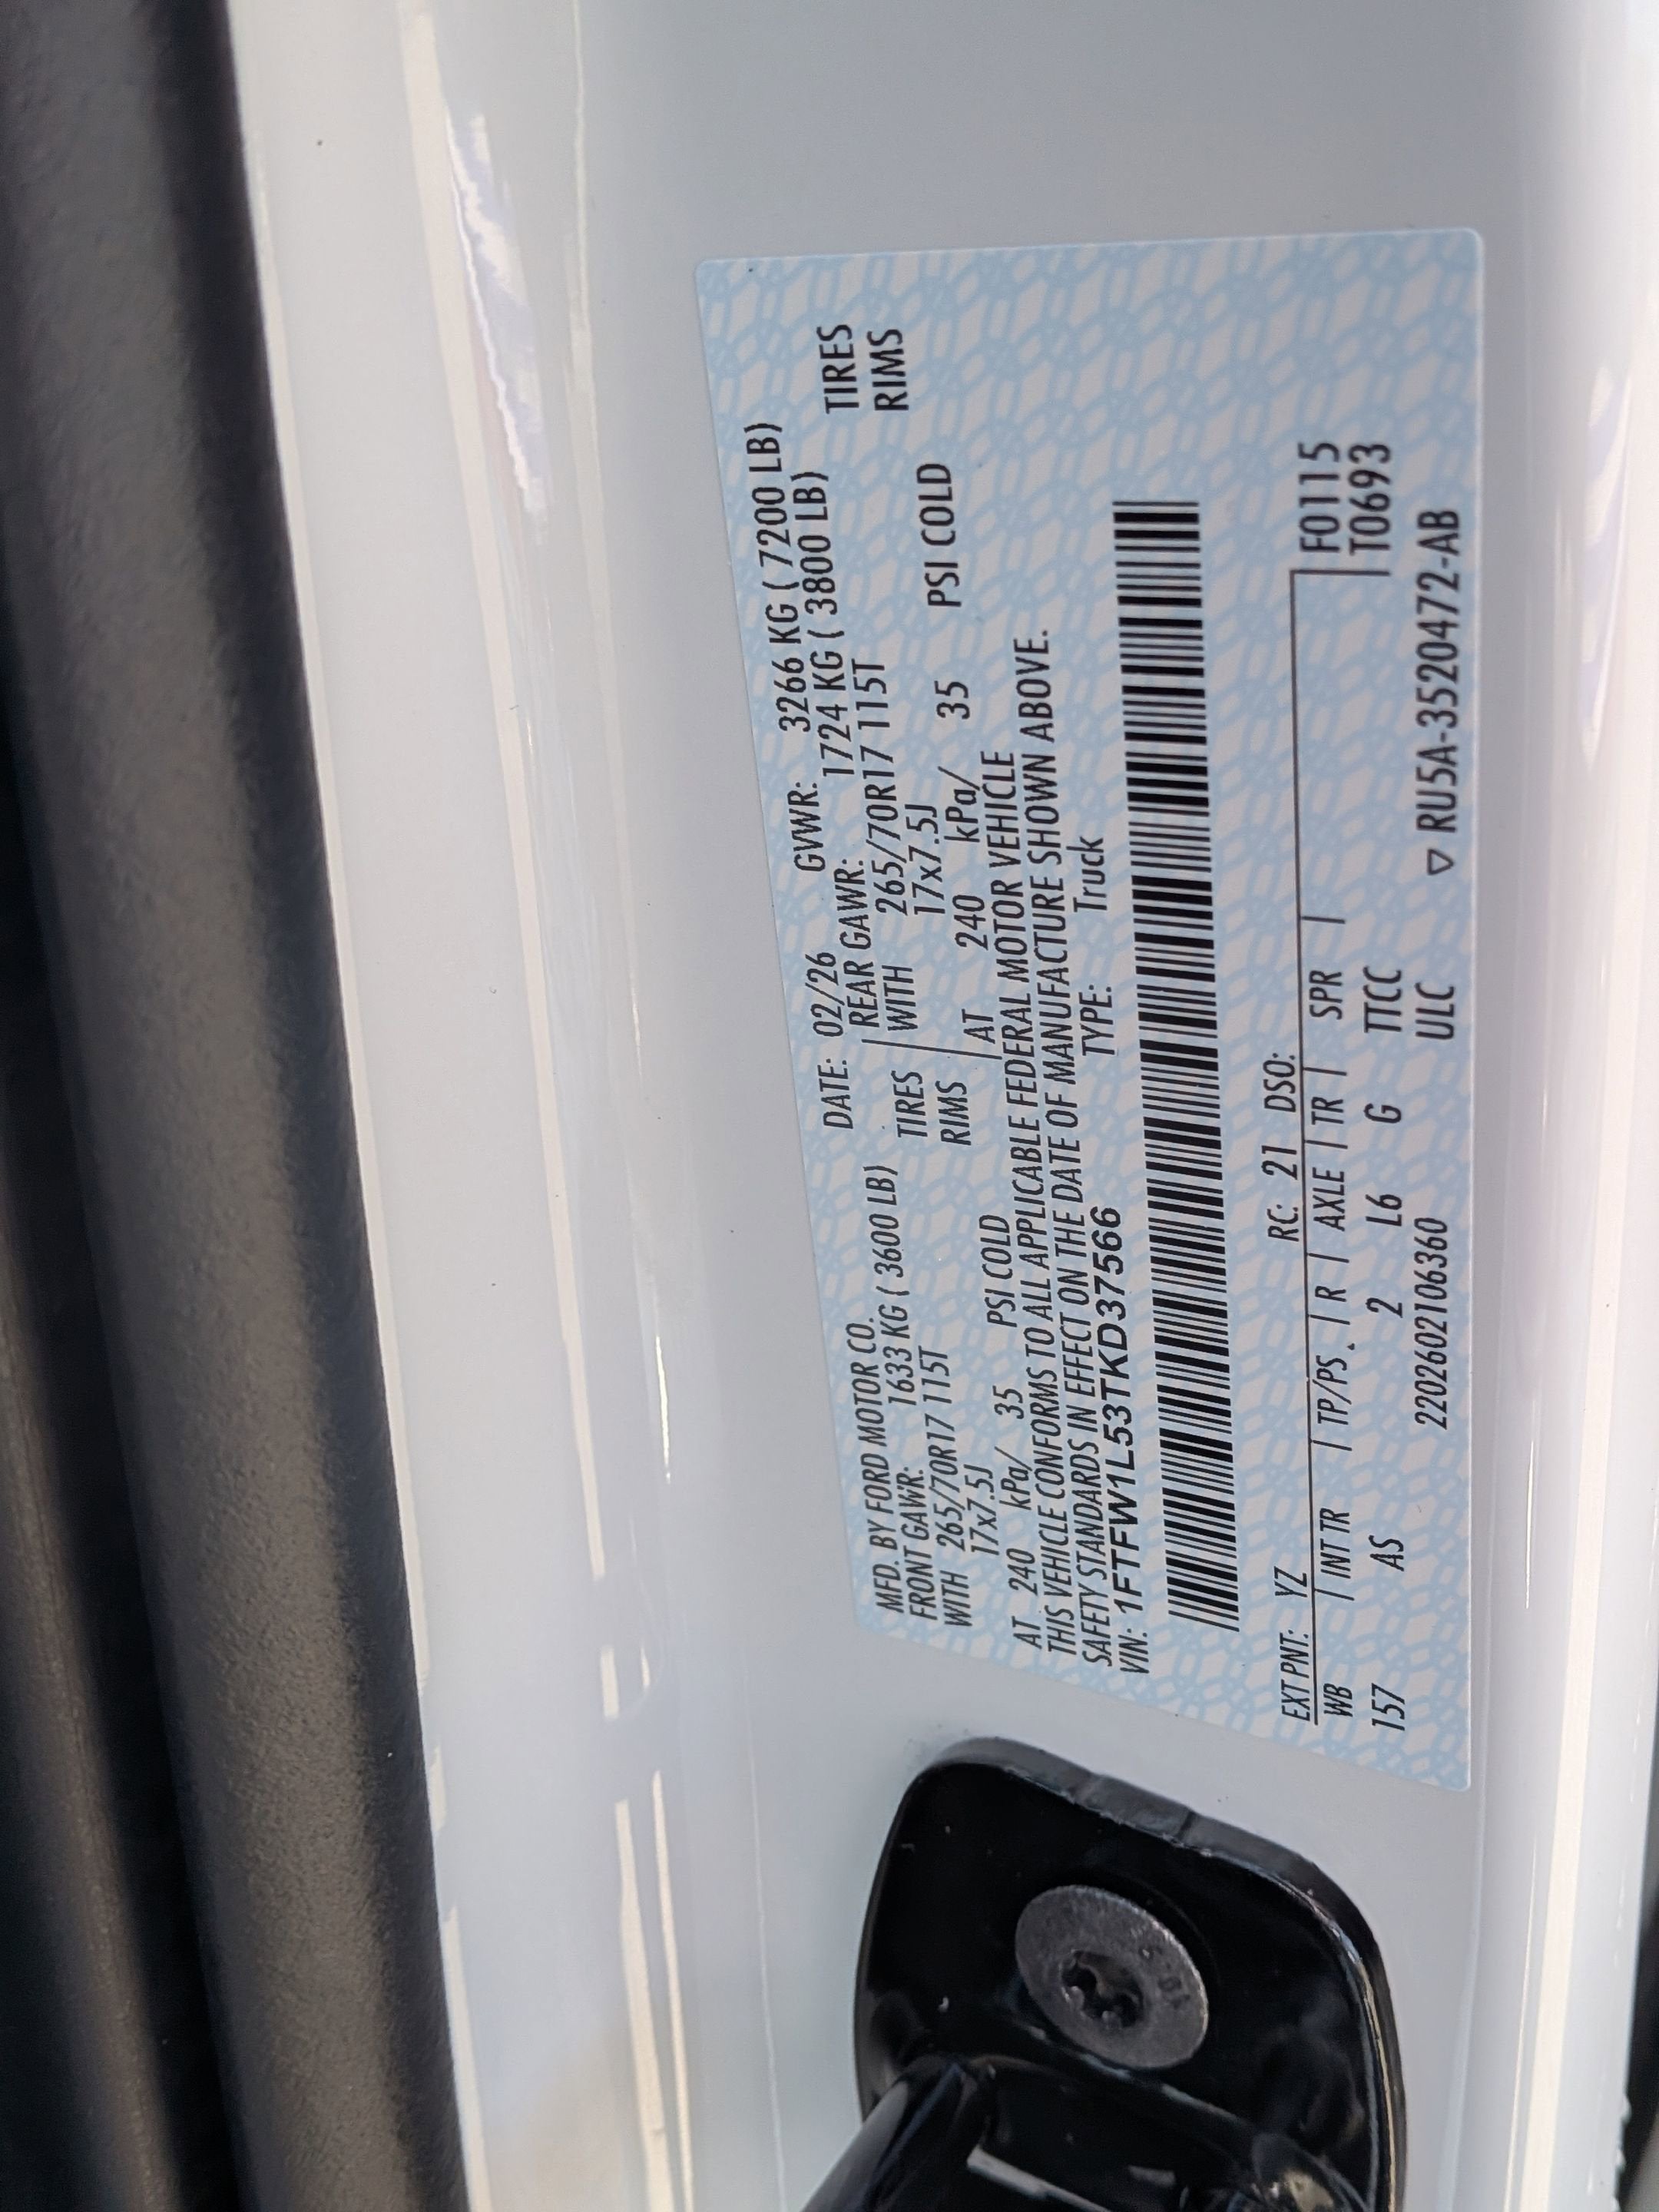 MFD. BY FORD MOTOR CO. DATE: 02/26 GVWR: 3266 KG ( 7200 LB)
FRONT GAWR: 1633 KG ( 3600 LB) REAR GAWR: 1724 KG ( 3800 LB)
WITH 265/70R17 115T TIRES WITH 265/70R17 115T TIRES
17x7.5J RIMS 17x7.5J RIMS
AT 240 kPa/ 35 PSI COLD AT 240 kPa/ 35 PSI COLD
THIS VEHICLE CONFORMS TO ALL APPLICABLE FEDERAL MOTOR VEHICLE
SAFETY STANDARDS IN EFFECT ON THE DATE OF MANUFACTURE SHOWN ABOVE.
VIN: 1FTFW1L53TKD37566 TYPE: Truck
EXT PNT: YZ RC: 21 DSO:
WB | INT TR | TP/PS | R | AXLE | TR | SPR | F0115
157 AS 2 L6 G TTCC T0693
2202602106360 ULC ▽ RU5A-3520472-AB